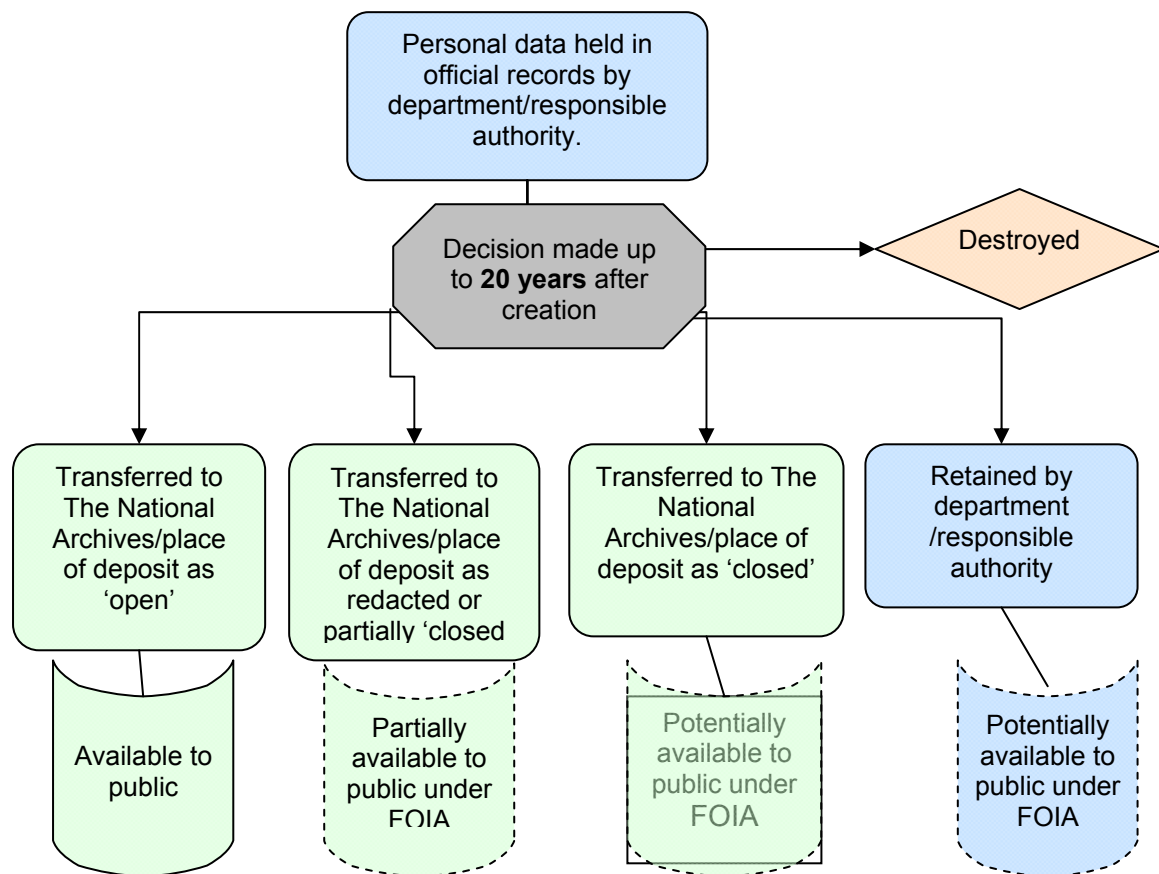 Personal data held in
official records by
department/responsible
authority.
Decision made up
to 20 years after
creation
Destroyed
Transferred to
The National
Archives/place
of deposit as
‘open’
Transferred to
The National
Archives/place
of deposit as
redacted or
partially ‘closed
Transferred to The
National
Archives/place of
deposit as ‘closed’
Retained by
department
/responsible
authority
Available to
public
Partially
available to
public under
FOIA
Potentially
available to
public under
FOIA
Potentially
available to
public under
FOIA